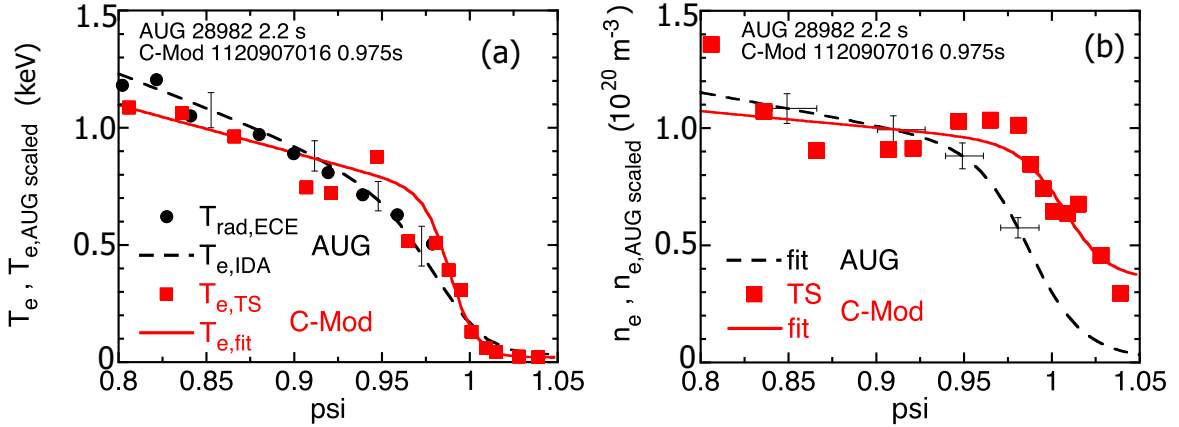 1.5
1.0
0.5
0
T_e , T_e,AUG scaled (keV)
AUG 28982 2.2 s
C-Mod 1120907016 0.975s
(a)
T_rad,ECE
AUG
T_e,IDA
T_e,TS
C-Mod
T_e,fit
0.8 0.85 0.9 0.95 1 1.05
psi
1.5
1.0
0.5
0
n_e , n_e,AUG scaled (10^20 m^-3)
AUG 28982 2.2 s
C-Mod 1120907016 0.975s
(b)
fit AUG
TS
C-Mod
fit
0.8 0.85 0.9 0.95 1 1.05
psi